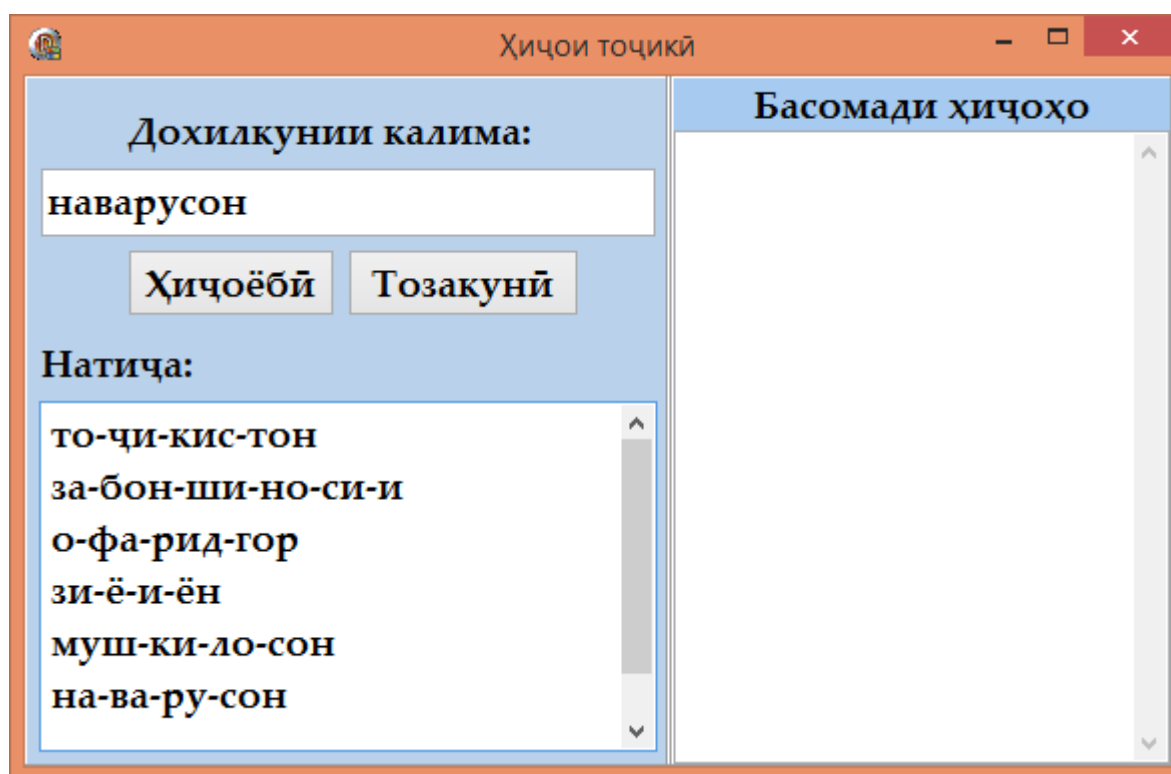 Ҳиҷои тоҷикӣ
Дохилкунии калима:
наварусон
Ҳиҷоёбӣ Тозакунӣ
Натиҷа:
то-ҷи-кис-тон
за-бон-ши-но-си-и
о-фа-рид-гор
зи-ё-и-ён
муш-ки-ло-сон
на-ва-ру-сон
Басомади ҳиҷоҳо